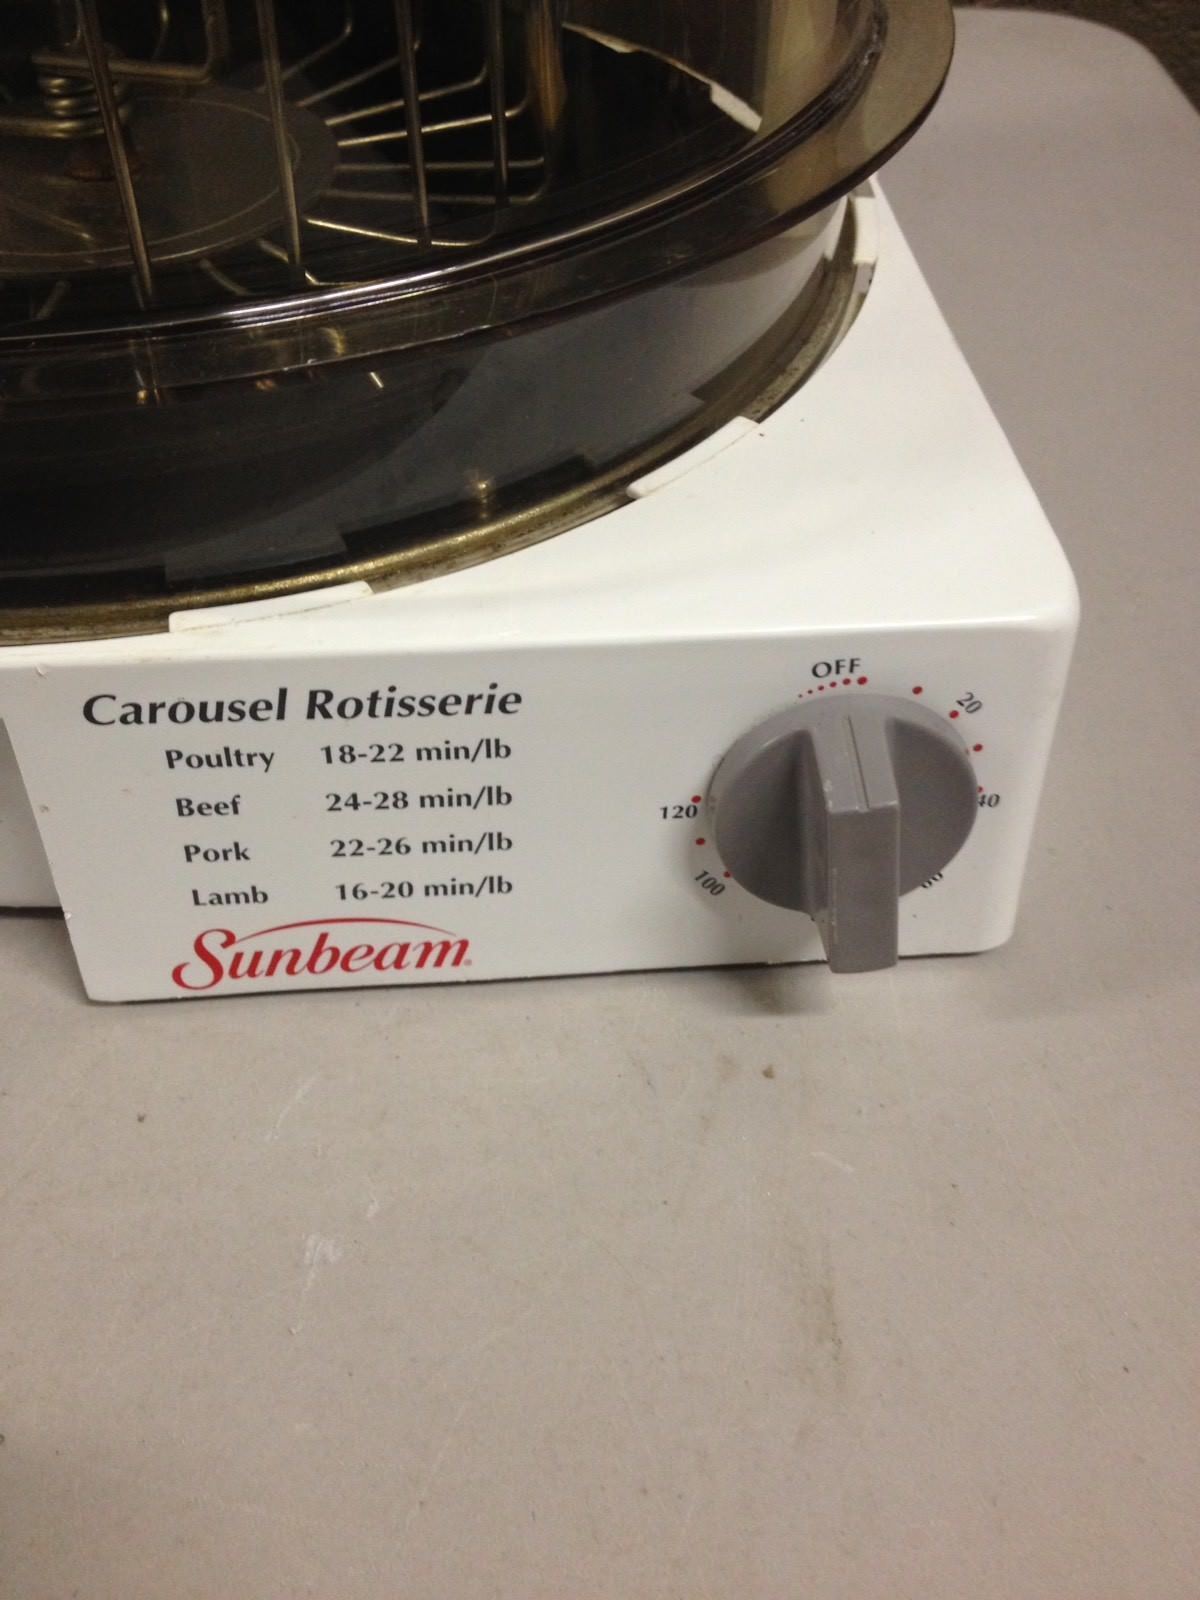 Carousel Rotisserie
Poultry 18-22 min/lb
Beef 24-28 min/lb
Pork 22-26 min/lb
Lamb 16-20 min/lb
Sunbeam
OFF
20
40
100
120